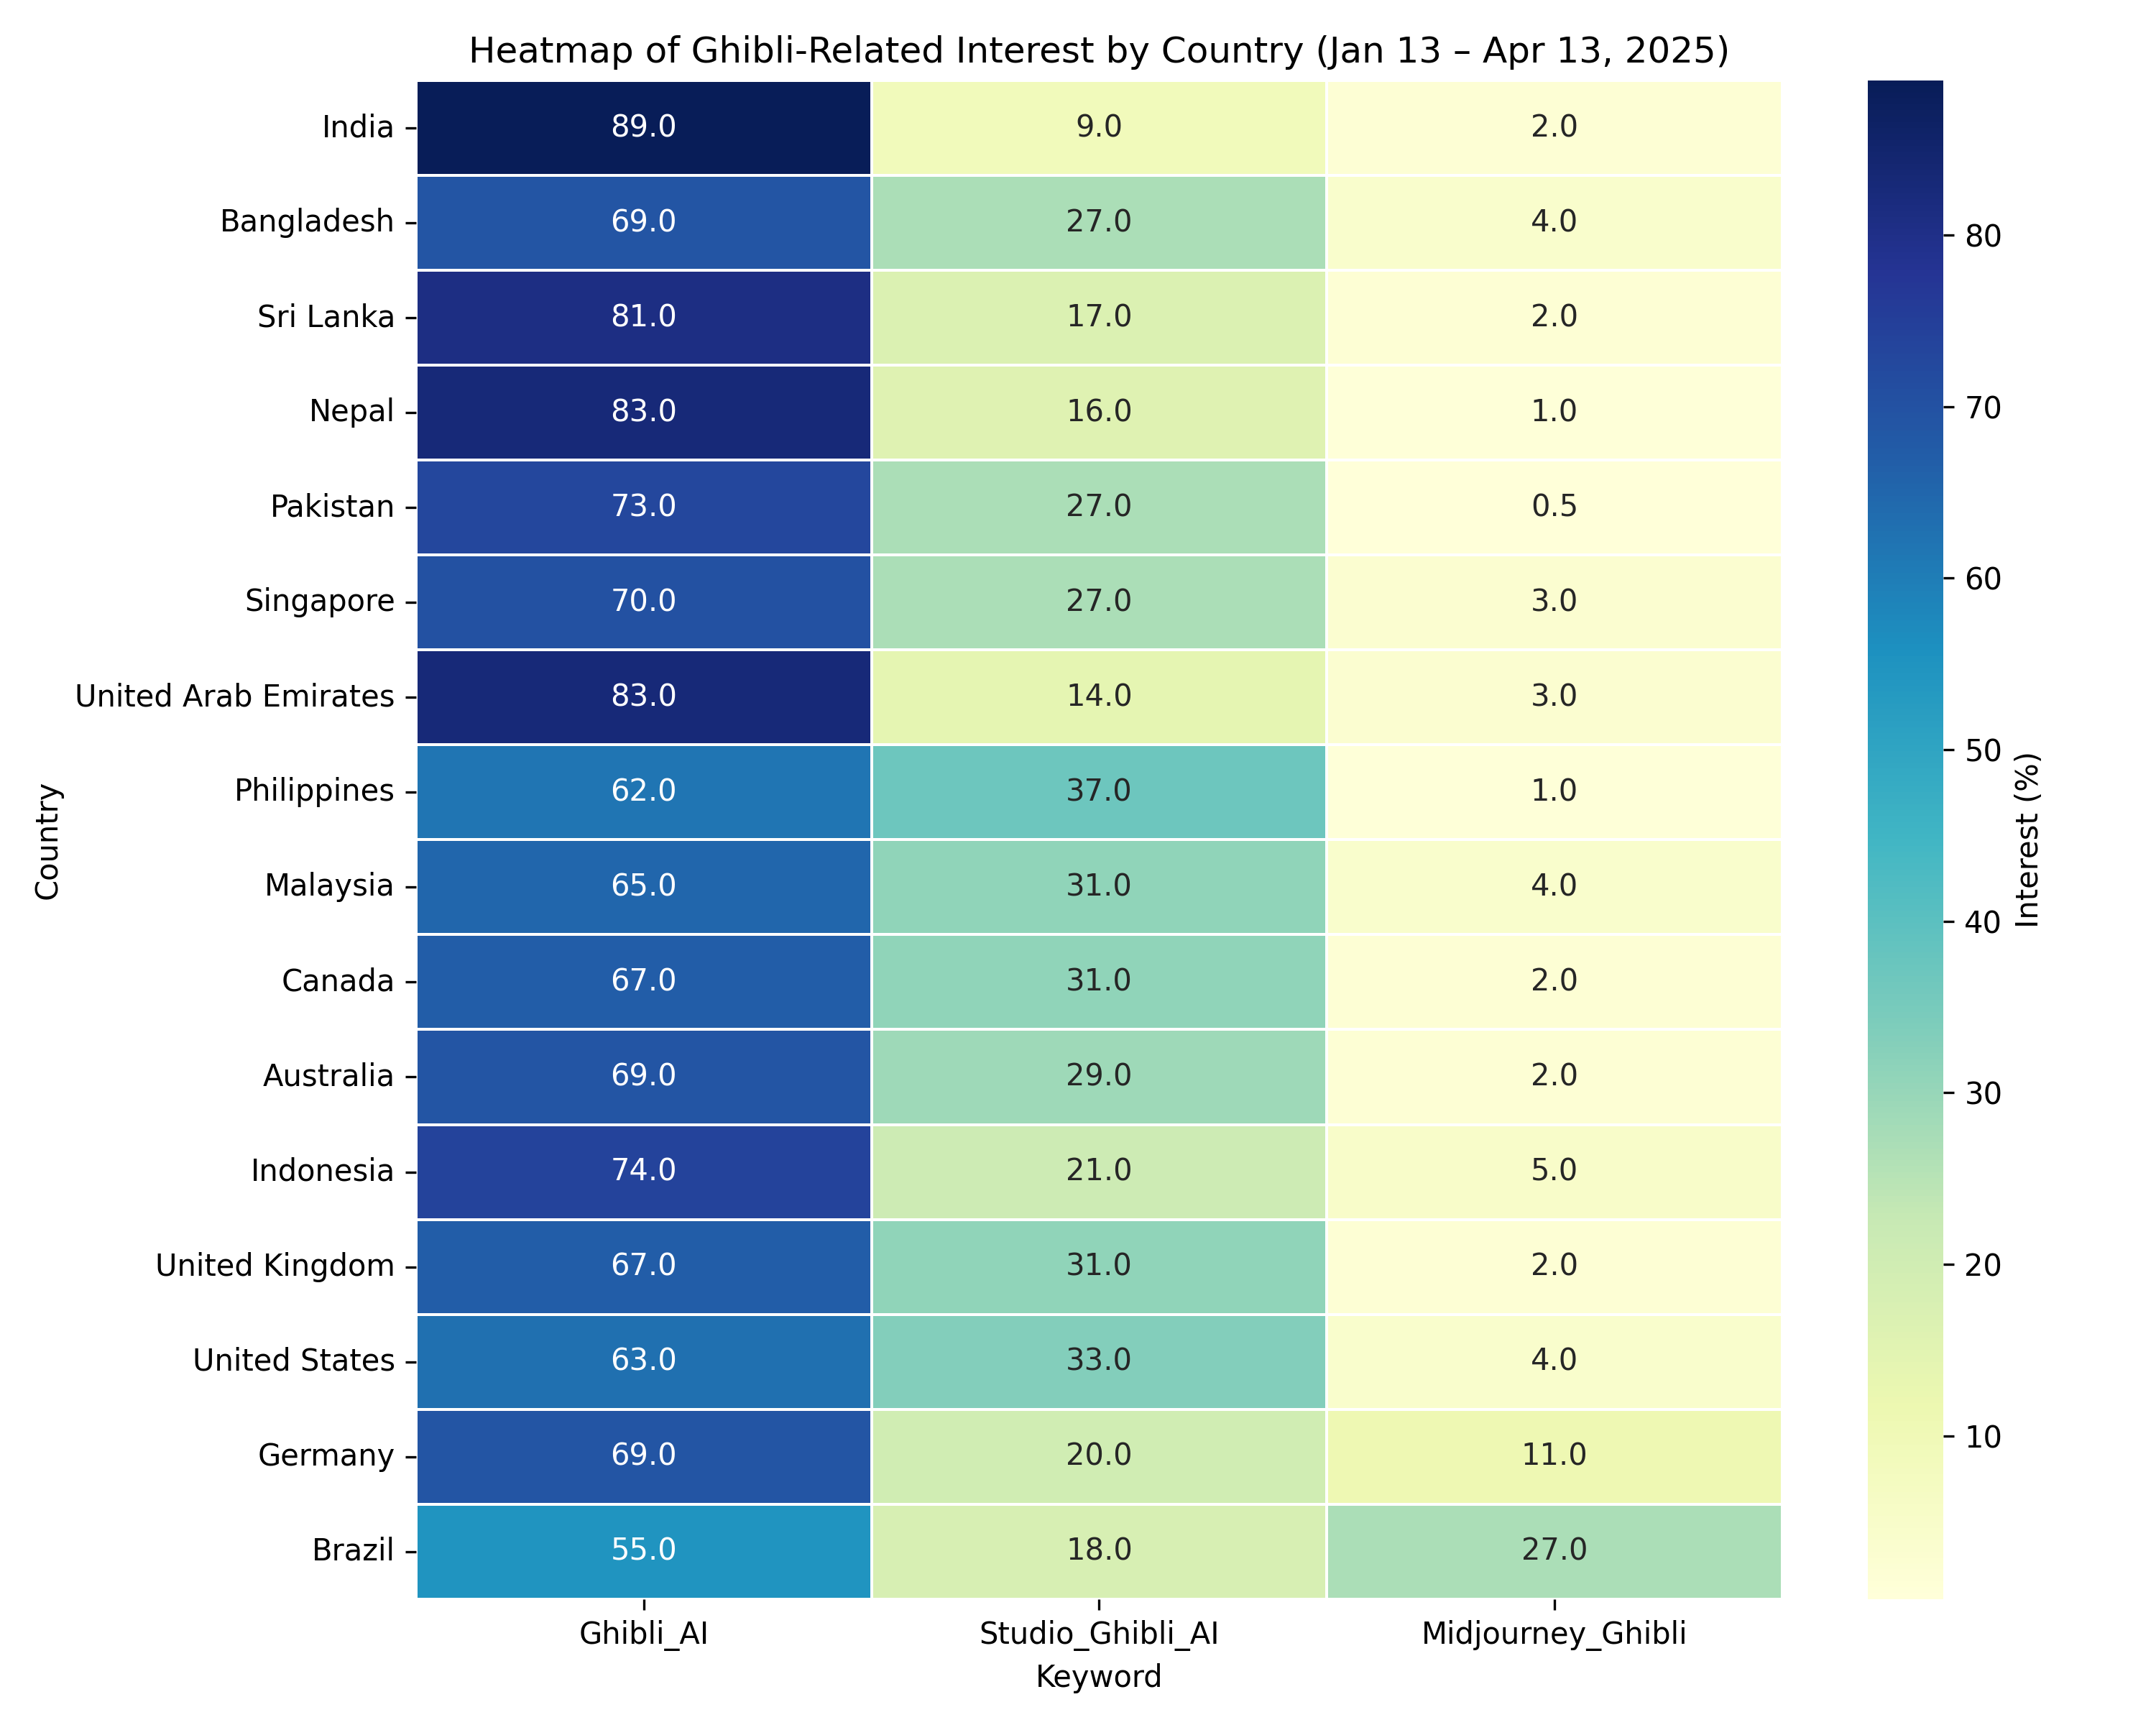 Heatmap of Ghibli-Related Interest by Country (Jan 13 – Apr 13, 2025)
India 89.0 9.0 2.0
Bangladesh 69.0 27.0 4.0
Sri Lanka 81.0 17.0 2.0
Nepal 83.0 16.0 1.0
Pakistan 73.0 27.0 0.5
Singapore 70.0 27.0 3.0
United Arab Emirates 83.0 14.0 3.0
Philippines 62.0 37.0 1.0
Malaysia 65.0 31.0 4.0
Canada 67.0 31.0 2.0
Australia 69.0 29.0 2.0
Indonesia 74.0 21.0 5.0
United Kingdom 67.0 31.0 2.0
United States 63.0 33.0 4.0
Germany 69.0 20.0 11.0
Brazil 55.0 18.0 27.0
Ghibli_AI Studio_Ghibli_AI Midjourney_Ghibli
Keyword
Country
80
70
60
50
40
30
20
10
Interest (%)